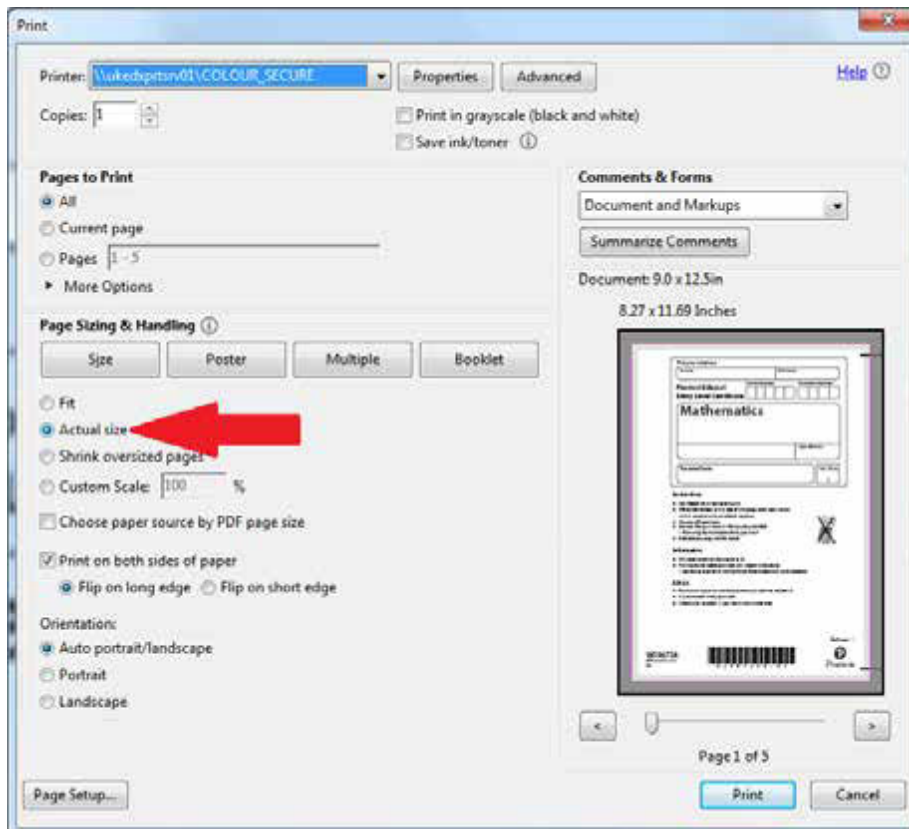 Print
Printer: \\ukedxprtsrv01\COLOUR_SECURE Properties Advanced Help
Copies: 1 Print in grayscale (black and white)
Save ink/toner
Pages to Print
All
Current page
Pages 1 - 5
More Options
Comments & Forms
Document and Markups
Summarize Comments
Document: 9.0 x 12.5in
8.27 x 11.69 Inches
Page Sizing & Handling
Size Poster Multiple Booklet
Fit
Actual size
Shrink oversized pages
Custom Scale: 100 %
Choose paper source by PDF page size
Print on both sides of paper
Flip on long edge Flip on short edge
Orientation:
Auto portrait/landscape
Portrait
Landscape
Mathematics
< >
Page 1 of 5
Page Setup... Print Cancel